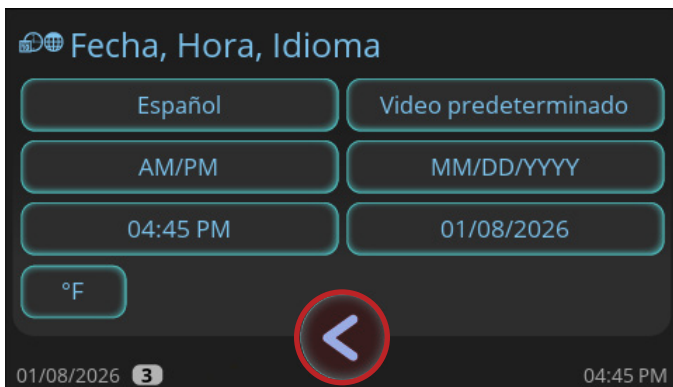 Fecha, Hora, Idioma
Español Video predeterminado
AM/PM MM/DD/YYYY
04:45 PM 01/08/2026
°F
<
01/08/2026 3 04:45 PM